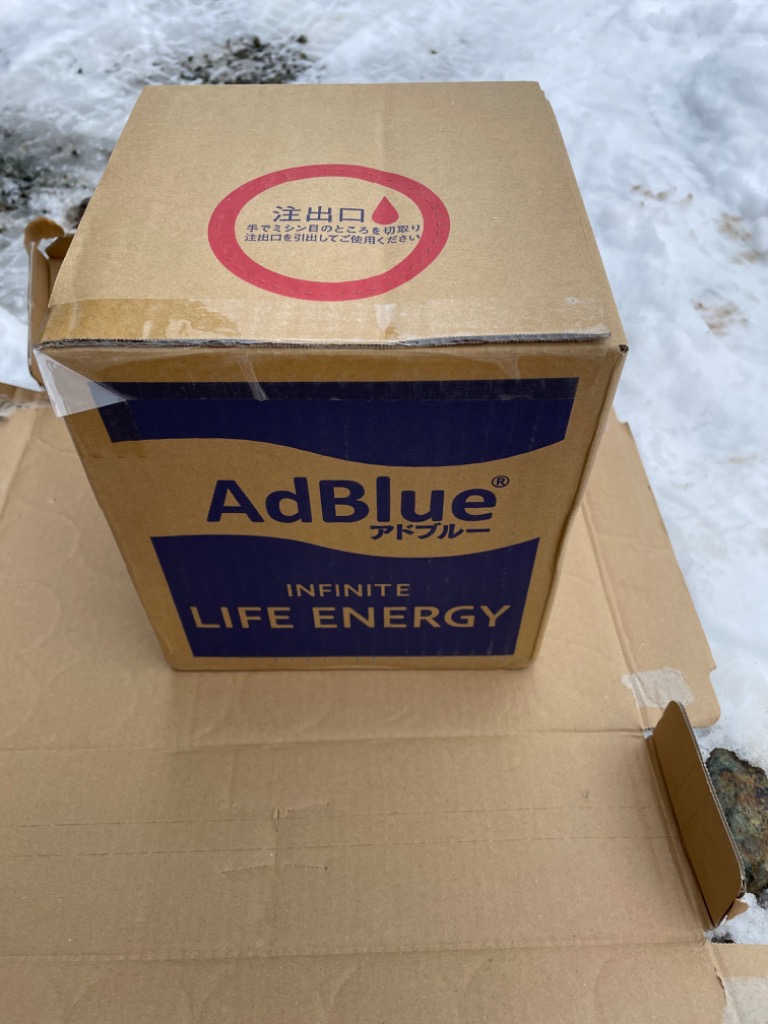 注出口
手でミシン目のところを切取り
注出口を引出してご使用ください
AdBlue®
アドブルー
INFINITE
LIFE ENERGY